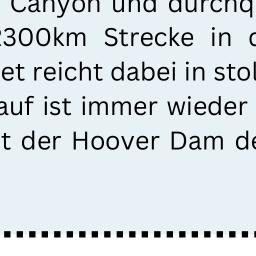 Canyon und durchq
2300km Strecke in d
et reicht dabei in stol
auf ist immer wieder
t der Hoover Dam de